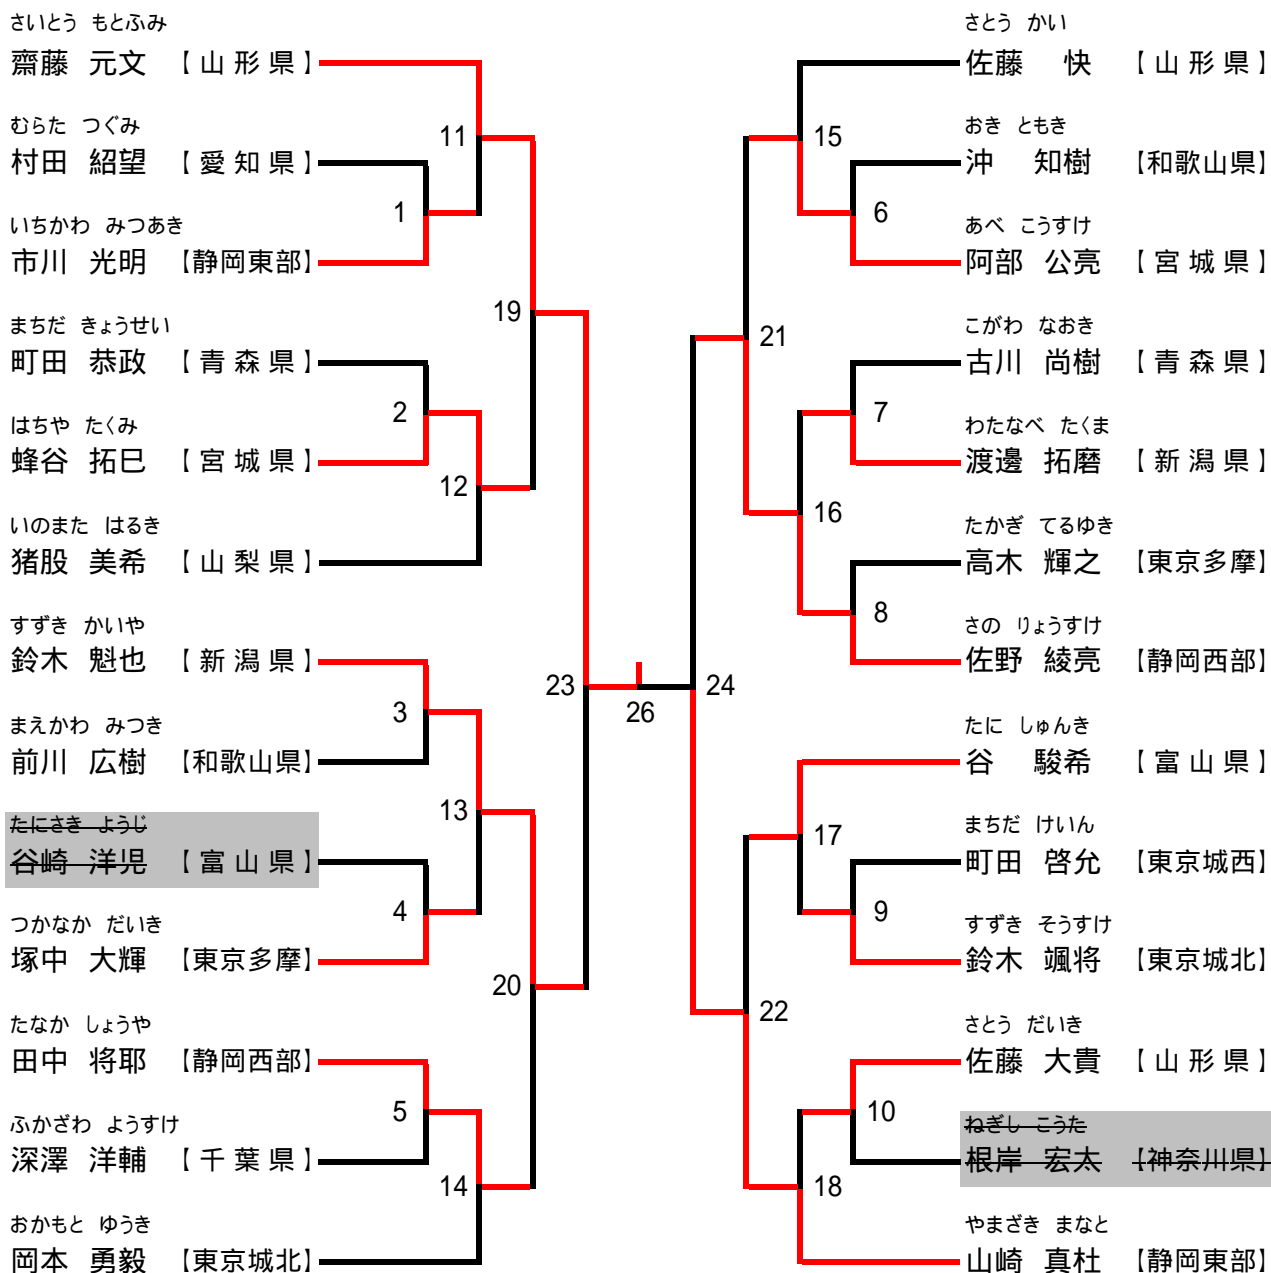 さいとう もとふみ
齋藤 元文 【山形県】
むらた つぐみ
村田 紹望 【愛知県】
いちかわ みつあき
市川 光明 【静岡東部】
まちだ きょうせい
町田 恭政 【青森県】
はちや たくみ
蜂谷 拓巳 【宮城県】
いのまた はるき
猪股 美希 【山梨県】
すずき かいや
鈴木 魁也 【新潟県】
まえかわ みつき
前川 広樹 【和歌山県】
たにさき ようじ
谷崎 洋児 【富山県】
つかなか だいき
塚中 大輝 【東京多摩】
たなか しょうや
田中 将耶 【静岡西部】
ふかざわ ようすけ
深澤 洋輔 【千葉県】
おかもと ゆうき
岡本 勇毅 【東京城北】
11
1
19
2
12
3
23
13
4
20
5
14
26
15
6
21
7
16
8
24
17
9
22
10
18
さとう かい
佐藤 快 【山形県】
おき ともき
沖 知樹 【和歌山県】
あべ こうすけ
阿部 公亮 【宮城県】
こがわ なおき
古川 尚樹 【青森県】
わたなべ たくま
渡邊 拓磨 【新潟県】
たかぎ てるゆき
高木 輝之 【東京多摩】
さの りょうすけ
佐野 綾亮 【静岡西部】
たに しゅんき
谷 駿希 【富山県】
まちだ けいん
町田 啓允 【東京城西】
すずき そうすけ
鈴木 颯将 【東京城北】
さとう だいき
佐藤 大貴 【山形県】
ねぎし こうた
根岸 宏太 【神奈川県】
やまざき まなと
山崎 真杜 【静岡東部】